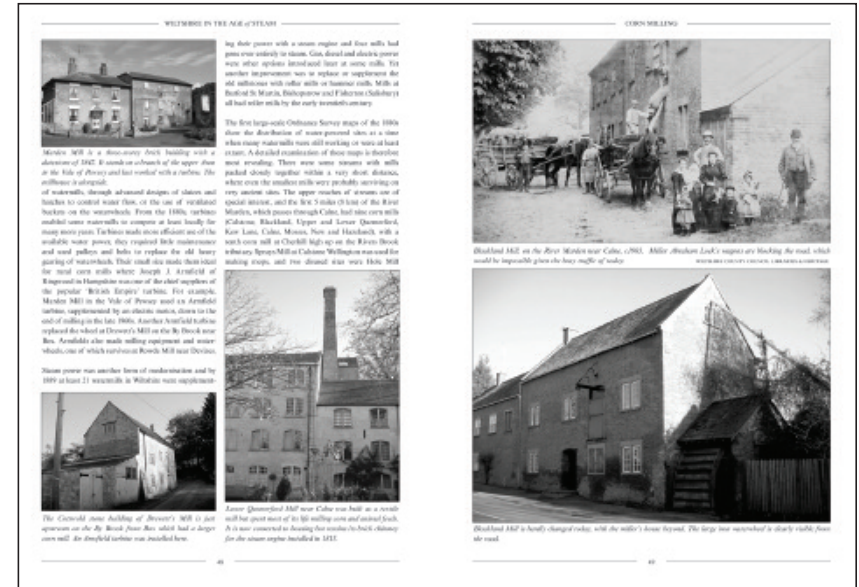 WILTSHIRE IN THE AGE of STEAM
Marden Mill is a three-storey brick building with a
datestone of 1842. It stands on a branch of the upper Avon
in the Vale of Pewsey and last worked with a turbine. The
millhouse is alongside.
of watermills, through advanced designs of sluices and
hatches to control water flow, or the use of ventilated
buckets on the waterwheels. From the 1880s, turbines
enabled some watermills to compete at least locally for
many more years. Turbines made more efficient use of the
available water power, they required little maintenance
and used pulleys and belts to replace the old heavy
gearing of waterwheels. Their small size made them ideal
for rural corn mills where Joseph J. Armfield of
Ringwood in Hampshire was one of the chief suppliers of
the popular 'British Empire' turbine. For example,
Marden Mill in the Vale of Pewsey used an Armfield
turbine, supplemented by an electric motor, down to the
end of milling in the late 1960s. Another Armfield turbine
replaced the wheel at Drewett's Mill on the By Brook near
Box. Armfields also made milling equipment and water-
wheels, one of which survives at Rowde Mill near Devizes.
Steam power was another form of modernisation and by
1889 at least 21 watermills in Wiltshire were supplement-
The Cotswold stone building of Drewett's Mill is just
upstream on the By Brook from Box which had a larger
corn mill. An Armfield turbine was installed here.
ing their power with a steam engine and four mills had
gone over entirely to steam. Gas, diesel and electric power
were other options introduced later at some mills. Yet
another improvement was to replace or supplement the
old millstones with roller mills or hammer mills. Mills at
Barford St Martin, Bishopstrow and Fisherton (Salisbury)
all had roller mills by the early twentieth century.
The first large-scale Ordnance Survey maps of the 1880s
show the distribution of water-powered sites at a time
when many watermills were still working or were at least
extant. A detailed examination of these maps is therefore
most revealing. There were some streams with mills
packed closely together within a very short distance,
where even the smallest mills were probably surviving on
very ancient sites. The upper reaches of streams are of
special interest, and the first 5 miles (8 kms) of the River
Marden, which passes through Calne, had nine corn mills
(Calstone, Blackland, Upper and Lower Quemerford,
Kew Lane, Calne, Moses, New and Hazeland), with a
tenth corn mill at Cherhill high up on the Rivers Brook
tributary. Sprays Mill at Calstone Wellington was used for
making mops, and two disused sites were Hole Mill
Lower Quemerford Mill near Calne was built as a textile
mill but spent most of its life milling corn and animal feeds.
It is now converted to housing but retains its brick chimney
for the steam engine installed in
48
CORN MILLING
Blackland Mill, on the River Marden near Calne, c1905. Miller Abraham Lock's wagons are blocking the road, which
would be impossible given the busy traffic of today.
WILTSHIRE COUNTY COUNCIL LIBRARIES & HERITAGE
Blackland Mill is hardly changed today, with the miller's house beyond. The large iron waterwheel is clearly visible from
the road.
49